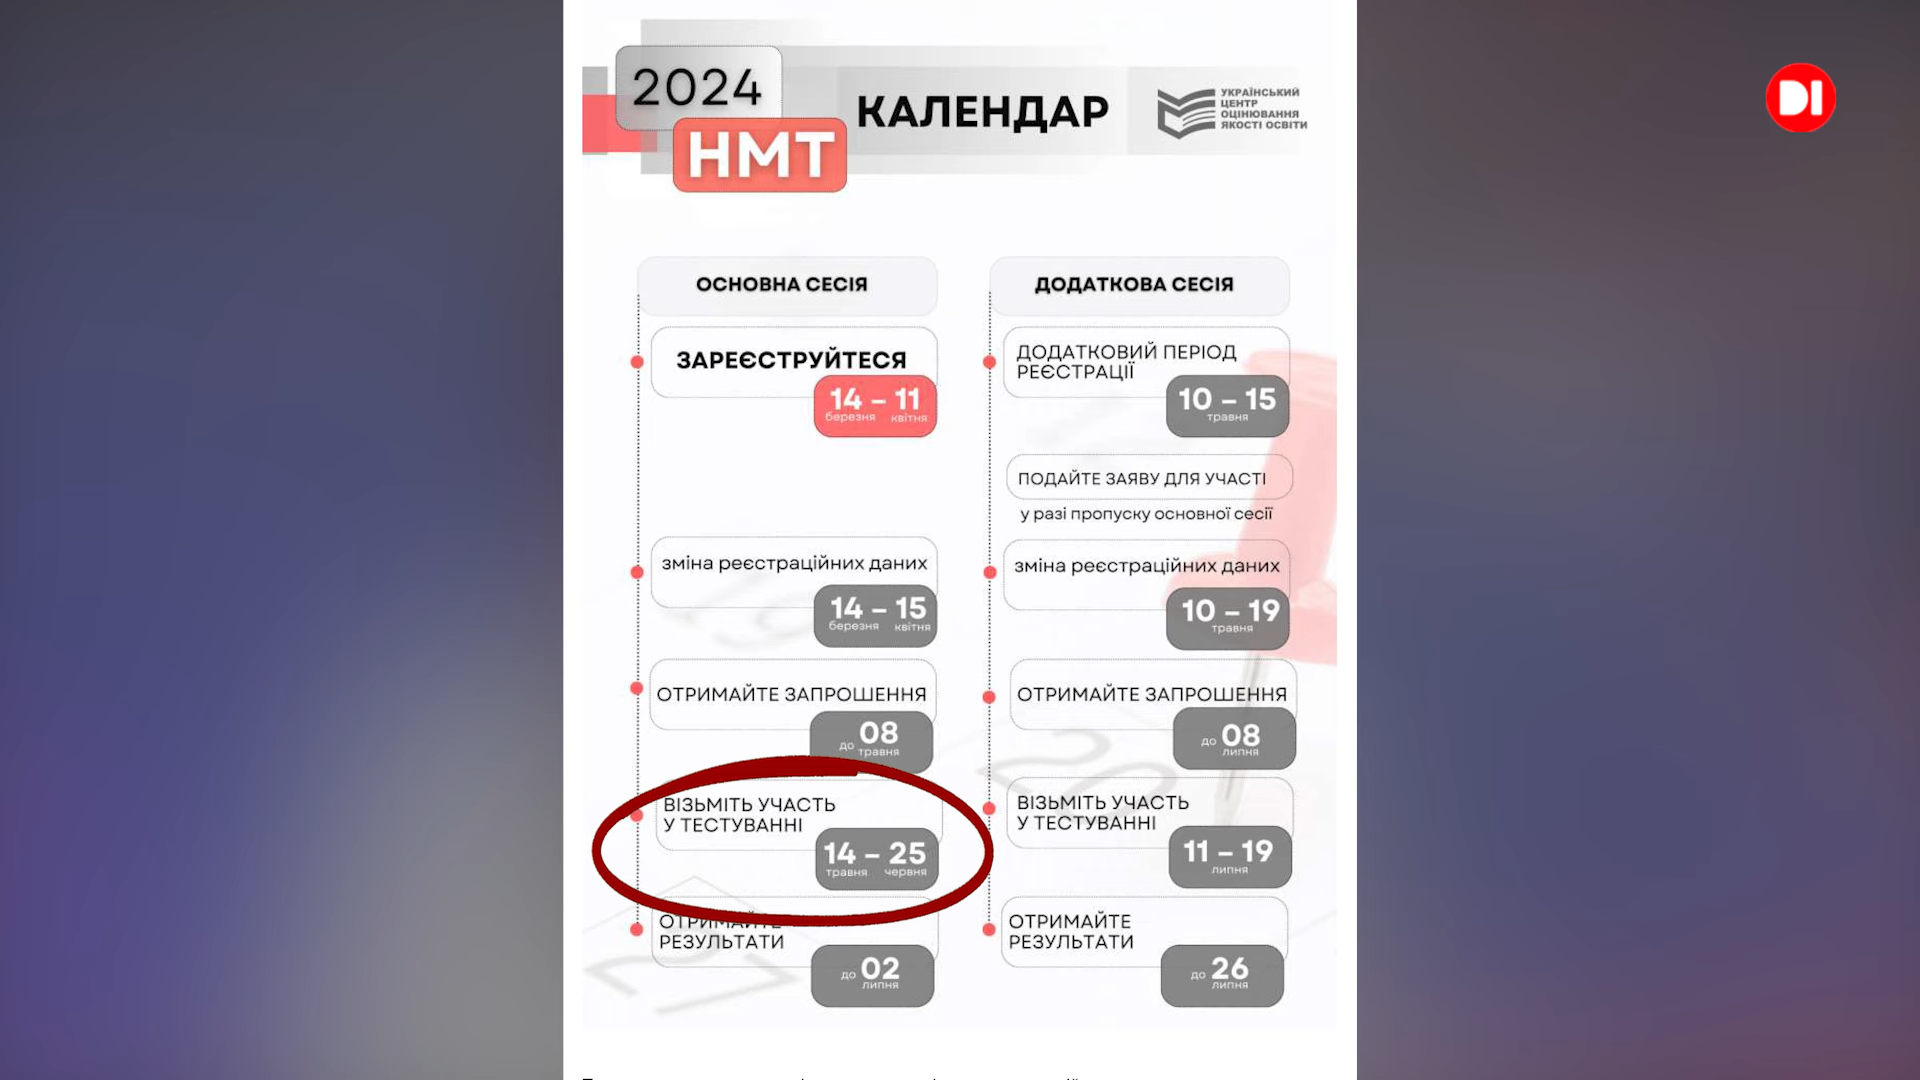 2024
НМТ
КАЛЕНДАР
УКРАЇНСЬКИЙ
ЦЕНТР
ОЦІНЮВАННЯ
ЯКОСТІ ОСВІТИ
DI
ОСНОВНА СЕСІЯ
ЗАРЕЄСТРУЙТЕСЯ
14 – 11
березня квітня
зміна реєстраційних даних
14 – 15
березня квітня
ОТРИМАЙТЕ ЗАПРОШЕННЯ
до 08
травня
ВІЗЬМІТЬ УЧАСТЬ
У ТЕСТУВАННІ
14 – 25
травня червня
ОТРИМАЙТЕ
РЕЗУЛЬТАТИ
до 02
липня
ДОДАТКОВА СЕСІЯ
ДОДАТКОВИЙ ПЕРІОД
РЕЄСТРАЦІЇ
10 – 15
травня
ПОДАЙТЕ ЗАЯВУ ДЛЯ УЧАСТІ
у разі пропуску основної сесії
зміна реєстраційних даних
10 – 19
травня
ОТРИМАЙТЕ ЗАПРОШЕННЯ
до 08
липня
ВІЗЬМІТЬ УЧАСТЬ
У ТЕСТУВАННІ
11 – 19
липня
ОТРИМАЙТЕ
РЕЗУЛЬТАТИ
до 26
липня